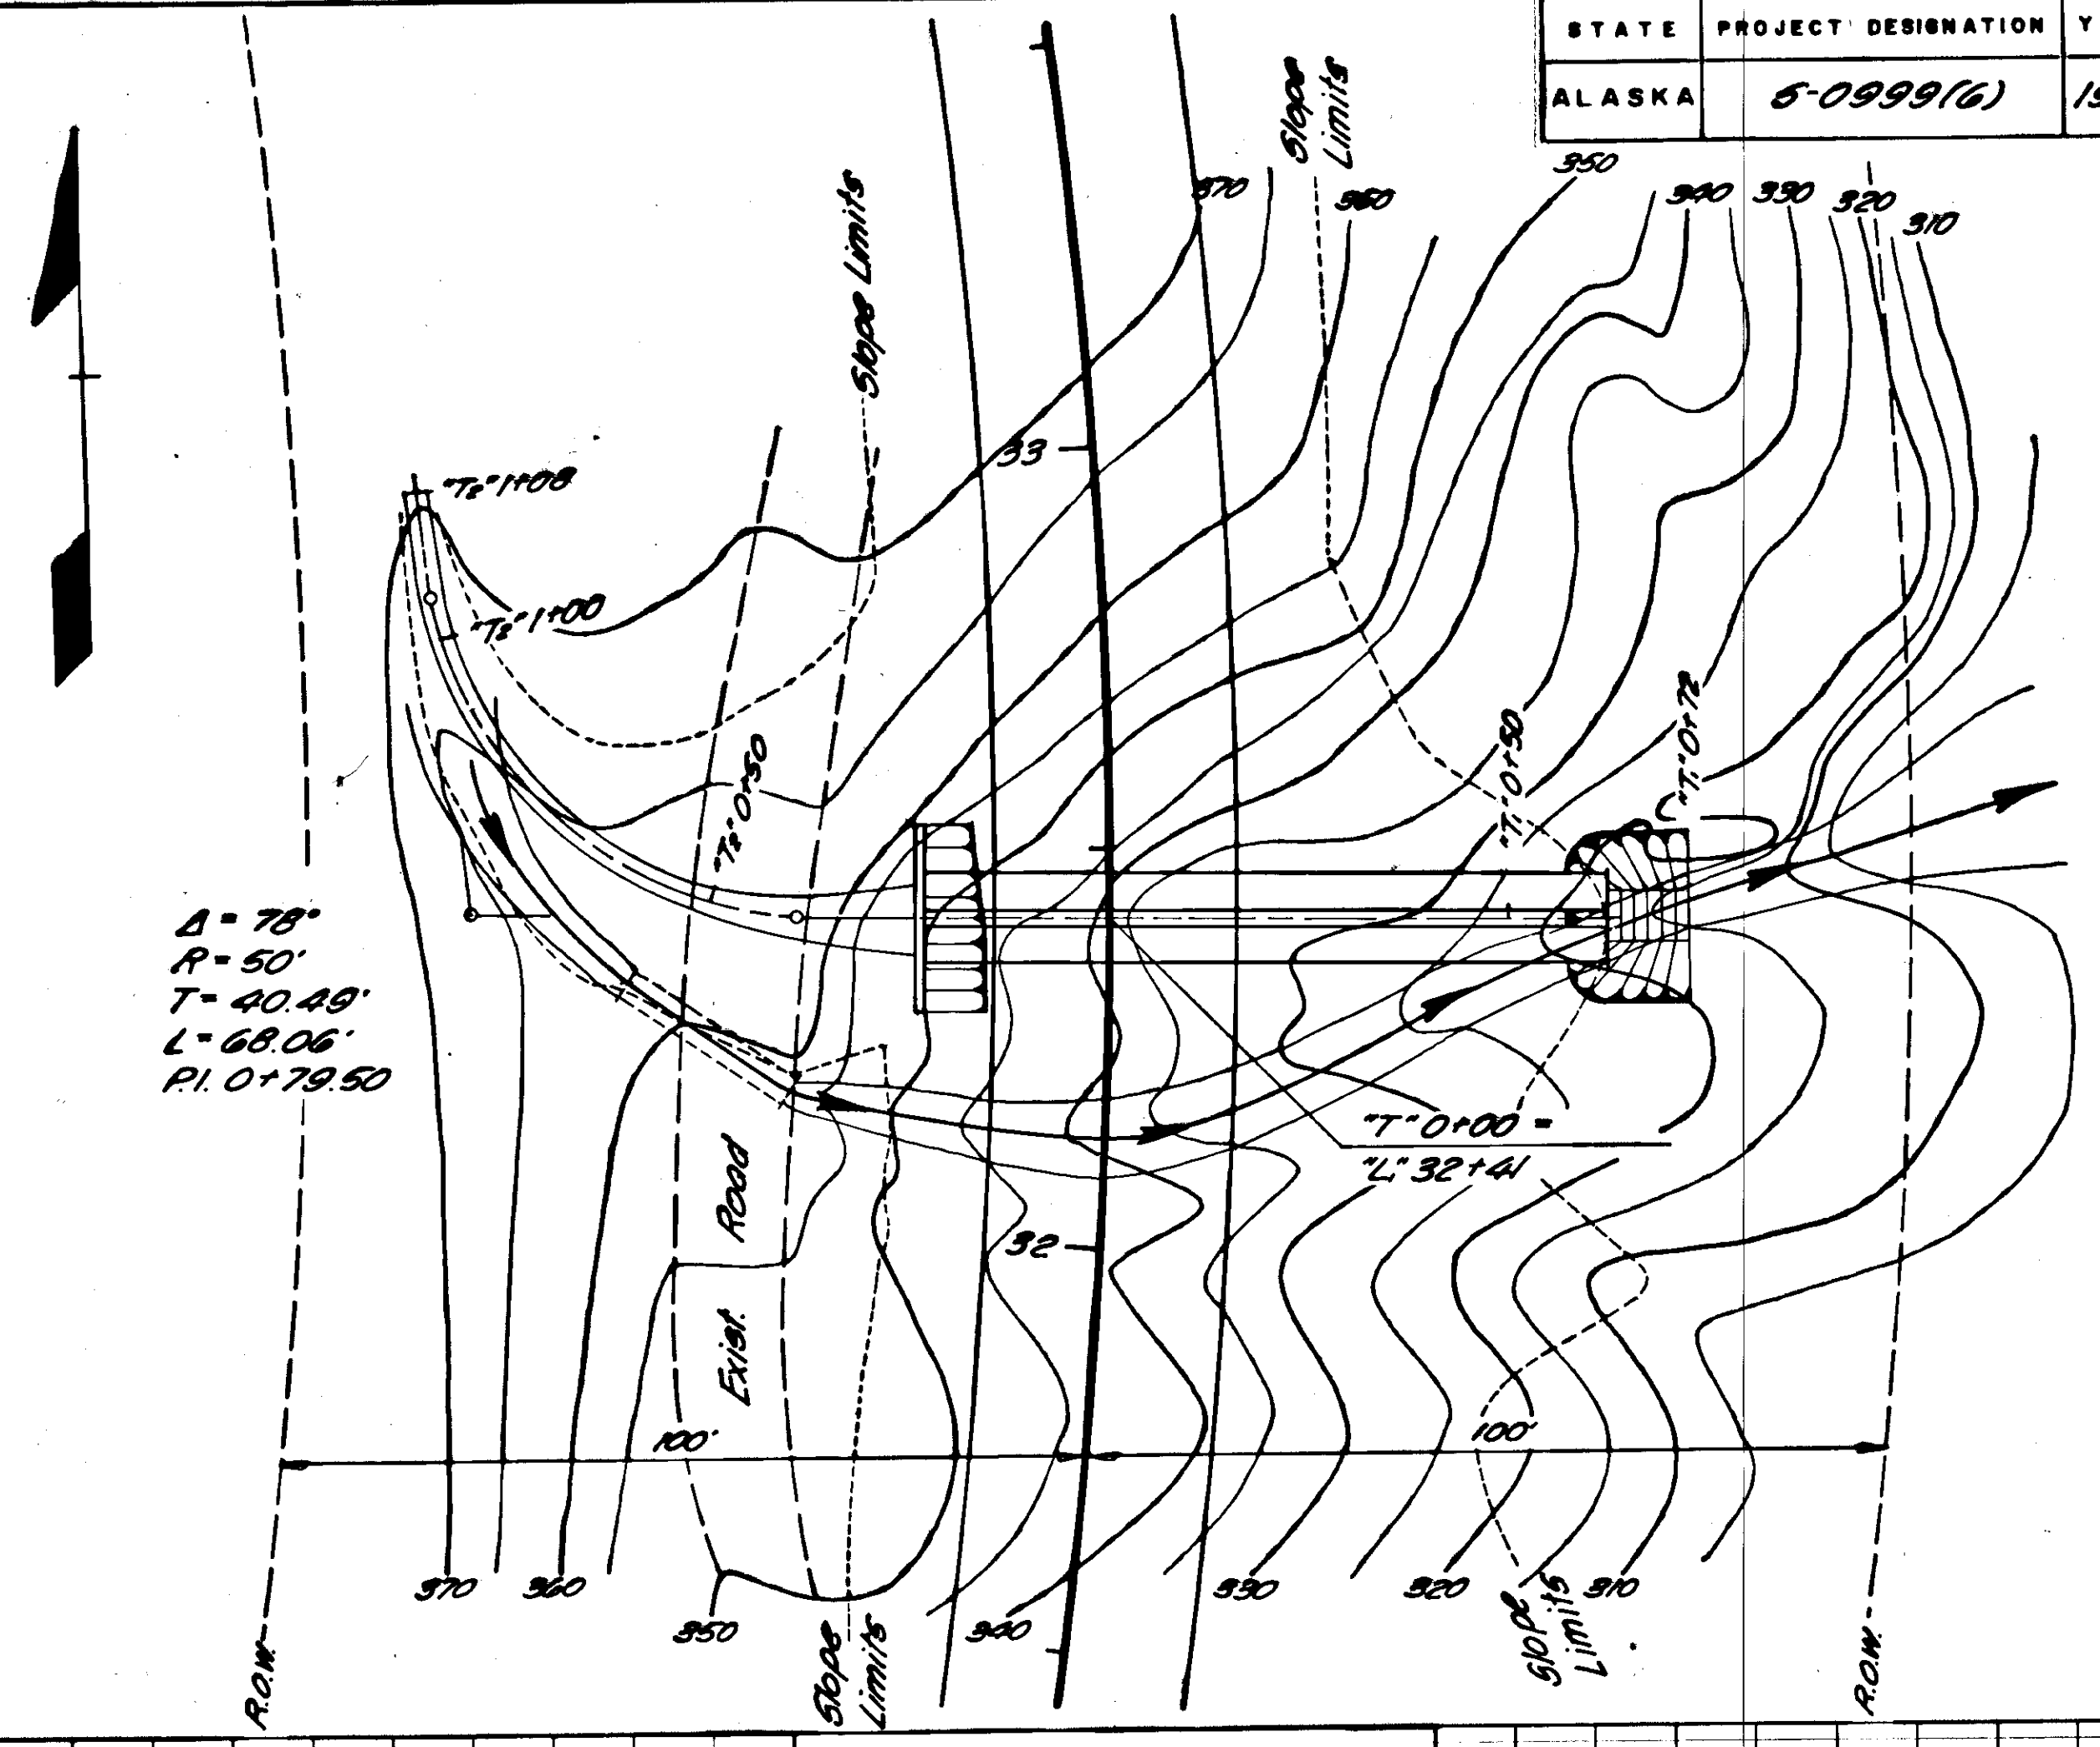 STATE PROJECT DESIGNATION Y
ALASKA S-0999(6) 19
Slope
Limits
350
370
360
340 330 320
310
Slope Limits
33
"T₂" 1+08
"T₂" 1+00
"T₂" 0+50
"T₁" 0+50
"T₁" 0+72
Δ = 78°
R = 50'
T = 40.49'
L = 68.06'
P.I. 0+79.50
"T" 0+00 =
"L" 32+41
32
Exist. Road
100'
100'
370 360
350
340
330
320
310
Slope
Limits
Slope
Limits
R.O.W.
R.O.W.